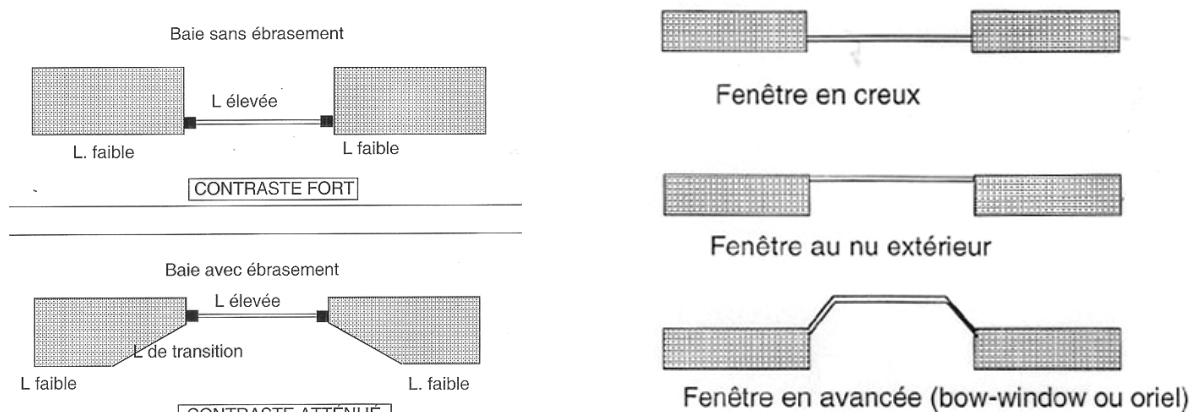 Baie sans ébrasement
L élevée
L. faible
L faible
CONTRASTE FORT
Baie avec ébrasement
L élevée
L de transition
L faible
L. faible
CONTRASTE ATTÉNUÉ
Fenêtre en creux
Fenêtre au nu extérieur
Fenêtre en avancée (bow-window ou oriel)